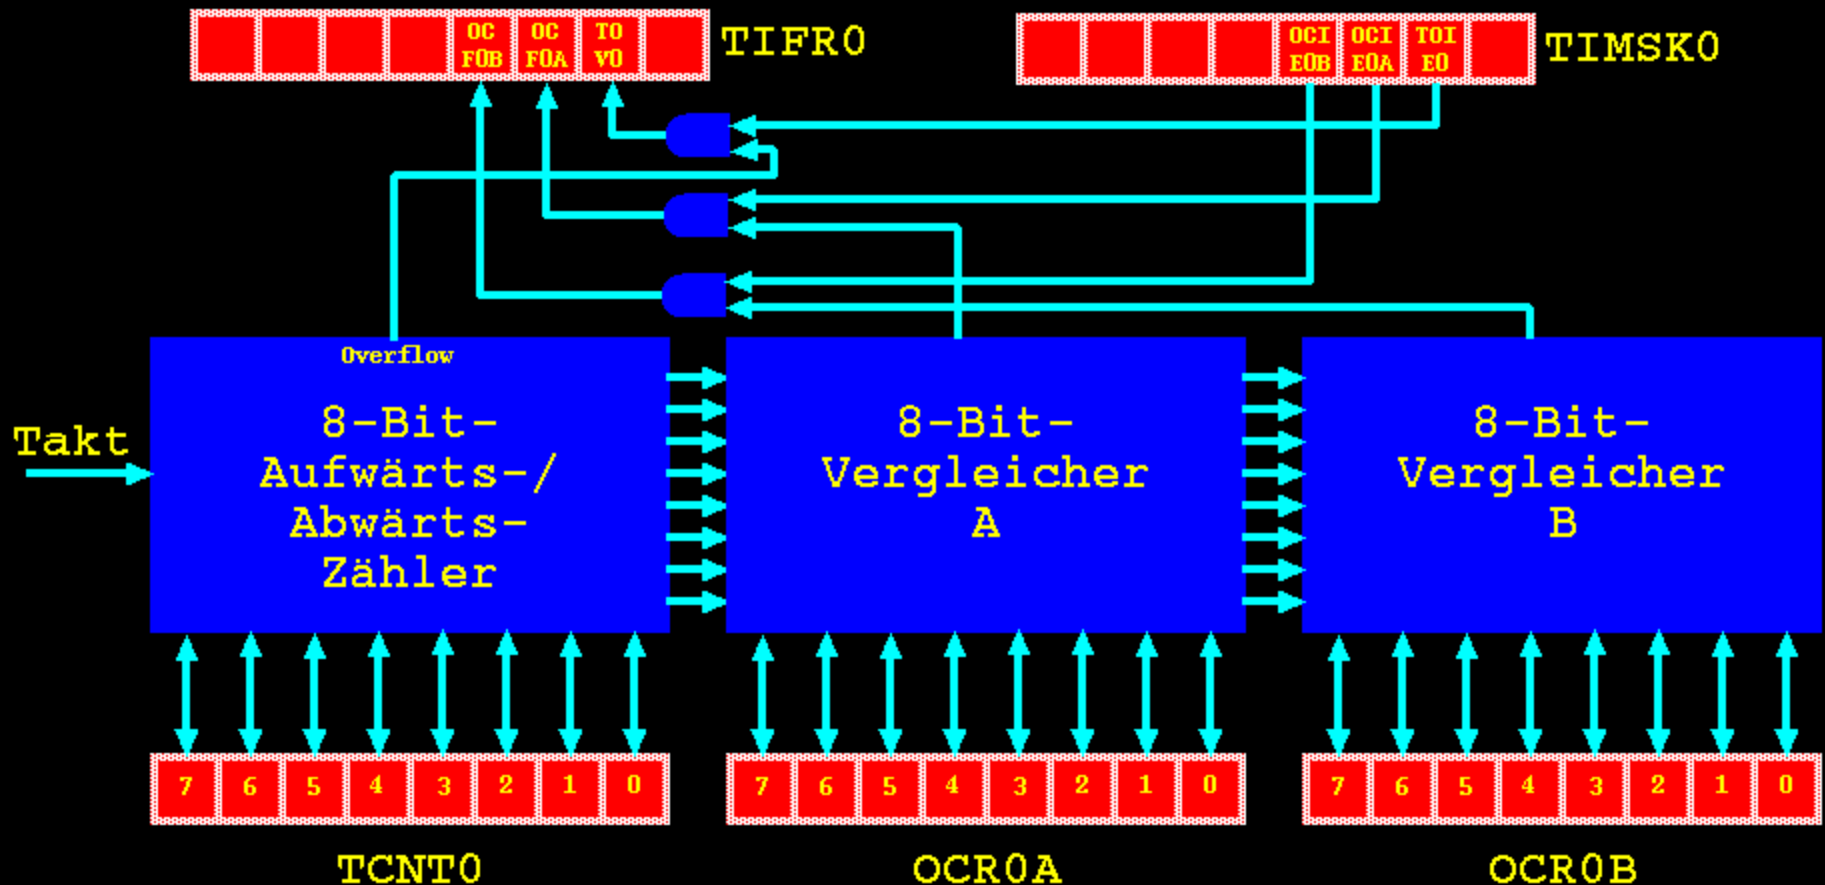 OC
F0B
OC
F0A
TO
V0
TIFR0
OCI
E0B
OCI
E0A
TOI
E0
TIMSK0
Takt
Overflow
8-Bit-
Aufwärts-/
Abwärts-
Zähler
8-Bit-
Vergleicher
A
8-Bit-
Vergleicher
B
7 6 5 4 3 2 1 0
7 6 5 4 3 2 1 0
7 6 5 4 3 2 1 0
TCNT0
OCR0A
OCR0B